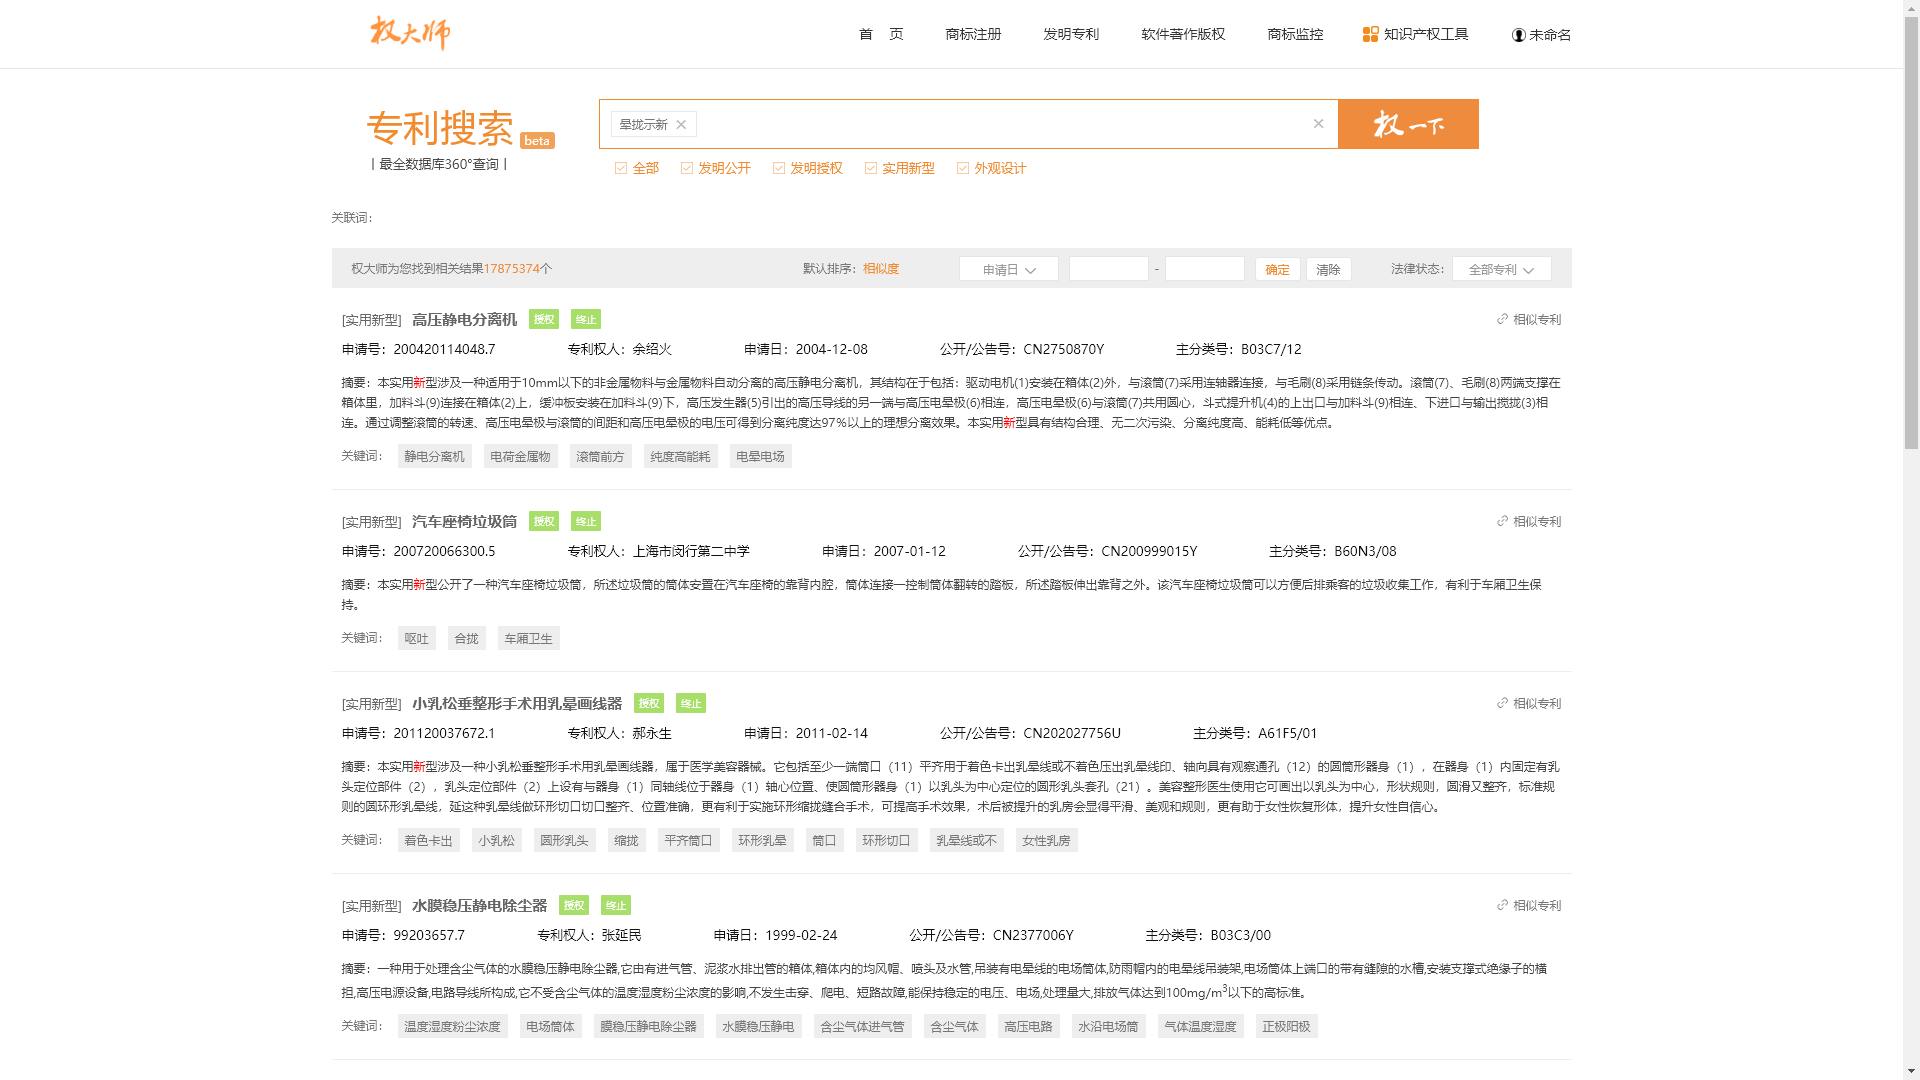 权大师
首 页
商标注册
发明专利
软件著作版权
商标监控
知识产权工具
未命名
专利搜索 beta
丨最全数据库360°查询丨
晕拢示新
权一下
全部 发明公开 发明授权 实用新型 外观设计
关联词：
权大师为您找到相关结果17875374个
默认排序：相似度
申请日 - 确定 清除
法律状态： 全部专利
[实用新型] 高压静电分离机 授权 终止 相似专利
申请号：200420114048.7 专利权人：余绍火 申请日：2004-12-08 公开/公告号：CN2750870Y 主分类号：B03C7/12
摘要：本实用新型涉及一种适用于10mm以下的非金属物料与金属物料自动分离的高压静电分离机，其结构在于包括：驱动电机(1)安装在箱体(2)外，与滚筒(7)采用连轴器连接，与毛刷(8)采用链条传动。滚筒(7)、毛刷(8)两端支撑在
箱体里，加料斗(9)连接在箱体(2)上，缓冲板安装在加料斗(9)下，高压发生器(5)引出的高压导线的另一端与高压电晕极(6)相连，高压电晕极(6)与滚筒(7)共用圆心，斗式提升机(4)的上出口与加料斗(9)相连、下进口与输出搅拢(3)相
连。通过调整滚筒的转速、高压电晕极与滚筒的间距和高压电晕极的电压可得到分离纯度达97%以上的理想分离效果。本实用新型具有结构合理、无二次污染、分离纯度高、能耗低等优点。
关键词： 静电分离机 电荷金属物 滚筒前方 纯度高能耗 电晕电场
[实用新型] 汽车座椅垃圾筒 授权 终止 相似专利
申请号：200720066300.5 专利权人：上海市闵行第二中学 申请日：2007-01-12 公开/公告号：CN200999015Y 主分类号：B60N3/08
摘要：本实用新型公开了一种汽车座椅垃圾筒，所述垃圾筒的筒体安置在汽车座椅的靠背内腔，筒体连接一控制筒体翻转的踏板，所述踏板伸出靠背之外。该汽车座椅垃圾筒可以方便后排乘客的垃圾收集工作，有利于车厢卫生保
持。
关键词： 呕吐 合拢 车厢卫生
[实用新型] 小乳松垂整形手术用乳晕画线器 授权 终止 相似专利
申请号：201120037672.1 专利权人：郝永生 申请日：2011-02-14 公开/公告号：CN202027756U 主分类号：A61F5/01
摘要：本实用新型涉及一种小乳松垂整形手术用乳晕画线器，属于医学美容器械。它包括至少一端筒口（11）平齐用于着色卡出乳晕线或不着色压出乳晕线印、轴向具有观察通孔（12）的圆筒形器身（1），在器身（1）内固定有乳
头定位部件（2），乳头定位部件（2）上设有与器身（1）同轴线位于器身（1）轴心位置、使圆筒形器身（1）以乳头为中心定位的圆形乳头套孔（21）。美容整形医生使用它可画出以乳头为中心，形状规则，圆滑又整齐，标准规
则的圆环形乳晕线，延这种乳晕线做环形切口切口整齐、位置准确，更有利于实施环形缩拢缝合手术，可提高手术效果，术后被提升的乳房会显得平滑、美观和规则，更有助于女性恢复形体，提升女性自信心。
关键词： 着色卡出 小乳松 圆形乳头 缩拢 平齐筒口 环形乳晕 筒口 环形切口 乳晕线或不 女性乳房
[实用新型] 水膜稳压静电除尘器 授权 终止 相似专利
申请号：99203657.7 专利权人：张延民 申请日：1999-02-24 公开/公告号：CN2377006Y 主分类号：B03C3/00
摘要：一种用于处理含尘气体的水膜稳压静电除尘器,它由有进气管、泥浆水排出管的箱体,箱体内的均风帽、喷头及水管,吊装有电晕线的电场筒体,防雨帽内的电晕线吊装架,电场筒体上端口的带有缝隙的水槽,安装支撑式绝缘子的横
担,高压电源设备,电路导线所构成,它不受含尘气体的温度湿度粉尘浓度的影响,不发生击穿、爬电、短路故障,能保持稳定的电压、电场,处理量大,排放气体达到100mg/m3以下的高标准。
关键词： 温度湿度粉尘浓度 电场筒体 膜稳压静电除尘器 水膜稳压静电 含尘气体进气管 含尘气体 高压电路 水沿电场筒 气体温度湿度 正极阳极